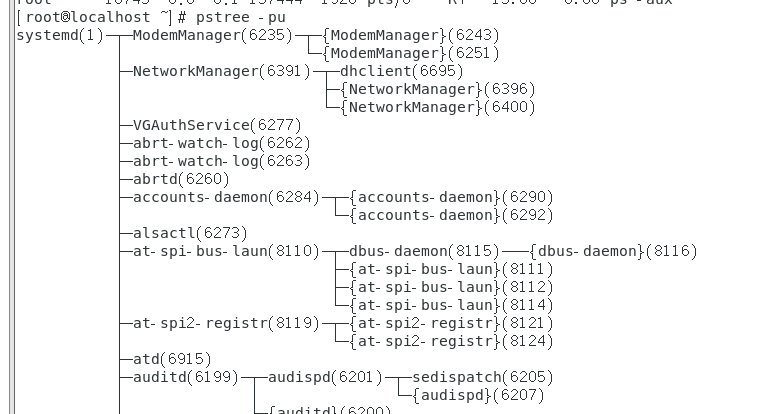 [root@localhost ~]# pstree -pu
systemd(1)─┬─ModemManager(6235)─┬─{ModemManager}(6243)
└─{ModemManager}(6251)
├─NetworkManager(6391)─┬─dhclient(6695)
├─{NetworkManager}(6396)
└─{NetworkManager}(6400)
├─VGAuthService(6277)
├─abrt-watch-log(6262)
├─abrt-watch-log(6263)
├─abrtd(6260)
├─accounts-daemon(6284)─┬─{accounts-daemon}(6290)
└─{accounts-daemon}(6292)
├─alsactl(6273)
├─at-spi-bus-laun(8110)─┬─dbus-daemon(8115)───{dbus-daemon}(8116)
├─{at-spi-bus-laun}(8111)
├─{at-spi-bus-laun}(8112)
└─{at-spi-bus-laun}(8114)
├─at-spi2-registr(8119)─┬─{at-spi2-registr}(8121)
└─{at-spi2-registr}(8124)
├─atd(6915)
├─auditd(6199)─┬─audispd(6201)─┬─sedispatch(6205)
└─{audispd}(6207)
└─{auditd}(6200)